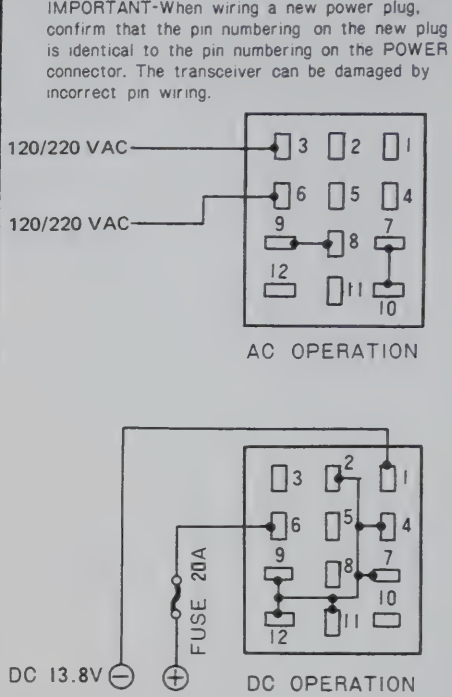 IMPORTANT-When wiring a new power plug,
confirm that the pin numbering on the new plug
is identical to the pin numbering on the POWER
connector. The transceiver can be damaged by
incorrect pin wiring.
120/220 VAC
3 2 1
120/220 VAC
6 5 4
9 8 7
12 11 10
AC OPERATION
3 2 1
6 5 4
9 8 7
12 11 10
FUSE 20A
DC 13.8V - +
DC OPERATION